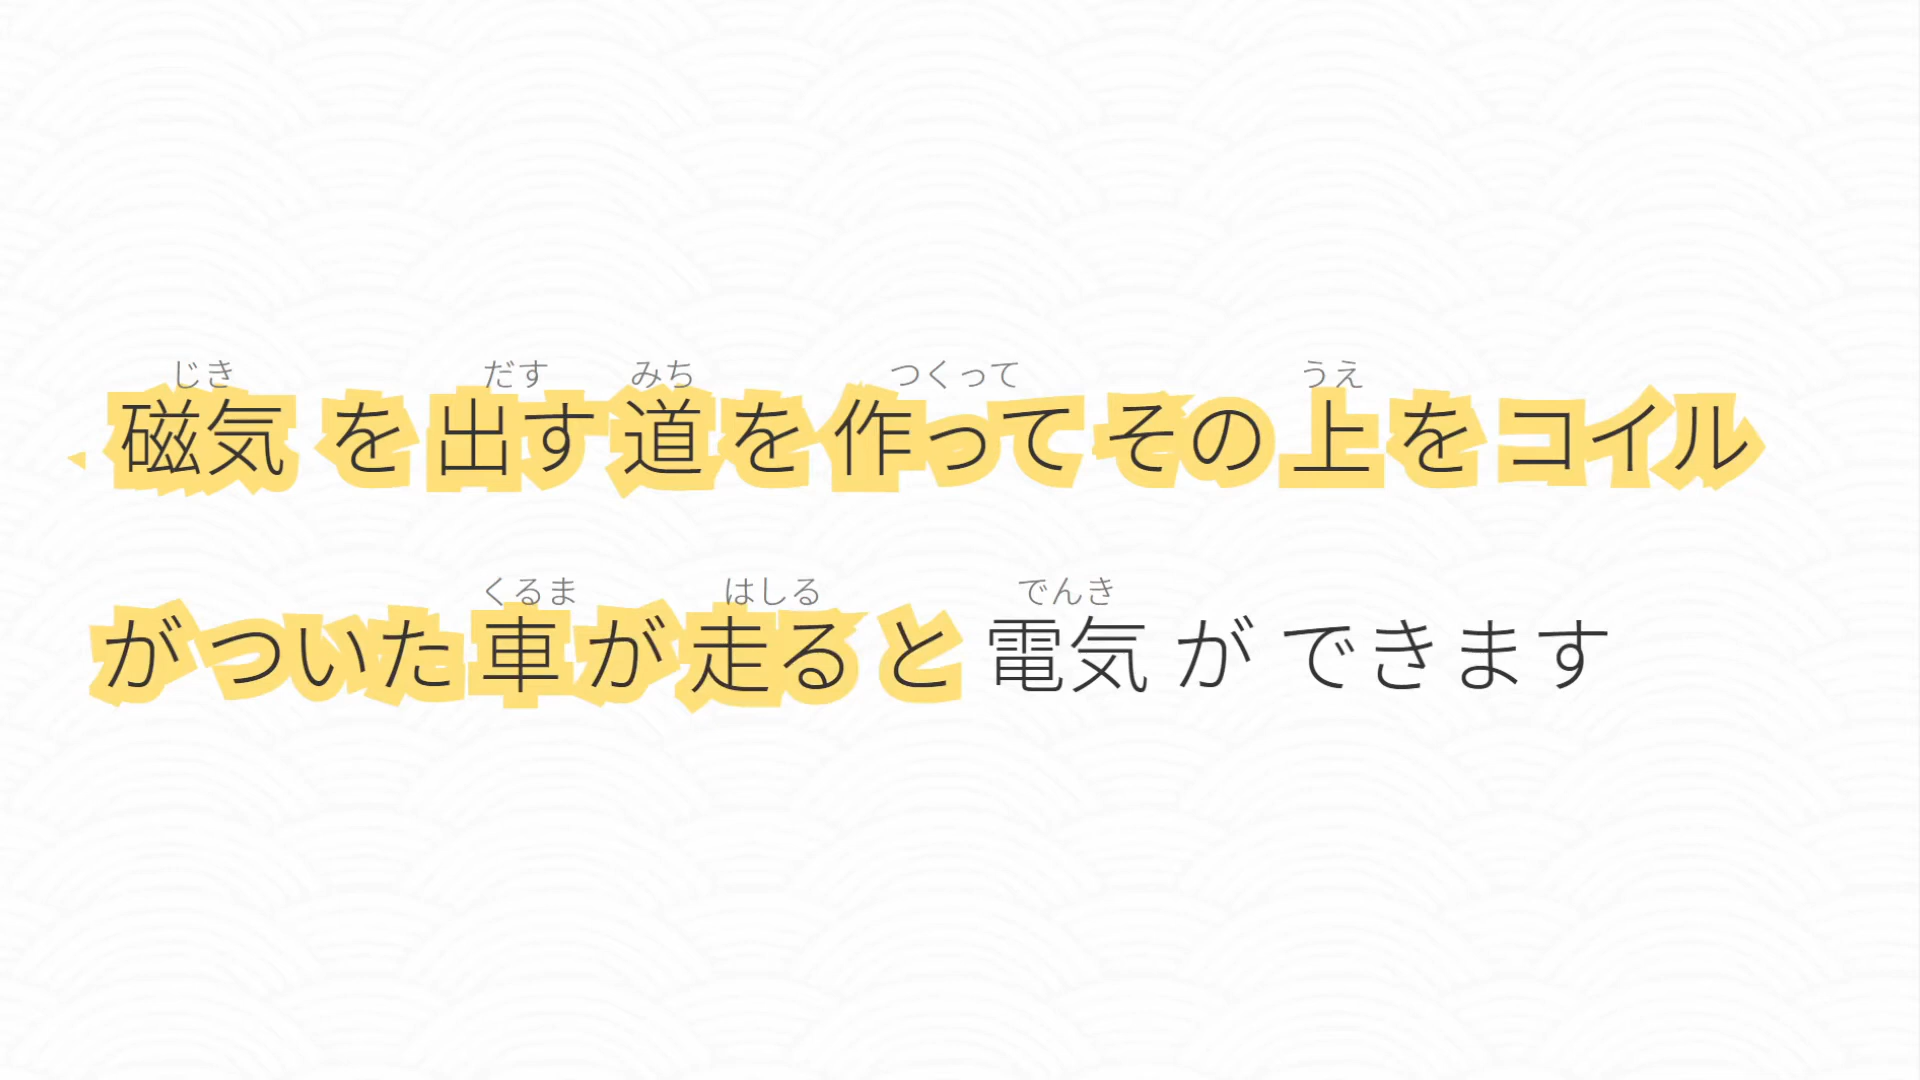 じき だす みち つくって うえ
磁気 を 出す 道 を 作って その 上 を コイル
くるま はしる でんき
が ついた 車 が 走る と 電気 が できます